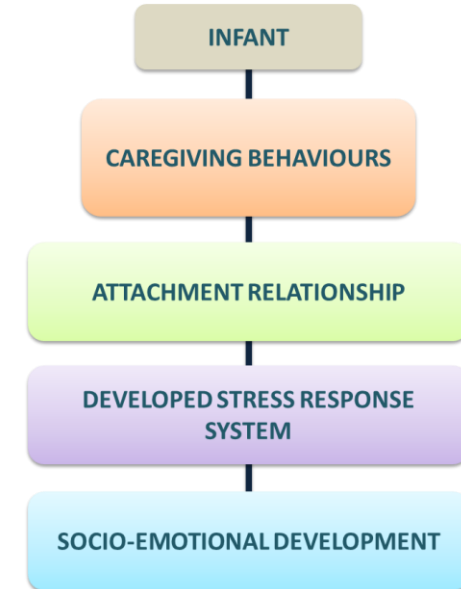 INFANT
CAREGIVING BEHAVIOURS
ATTACHMENT RELATIONSHIP
DEVELOPED STRESS RESPONSE
SYSTEM
SOCIO-EMOTIONAL DEVELOPMENT